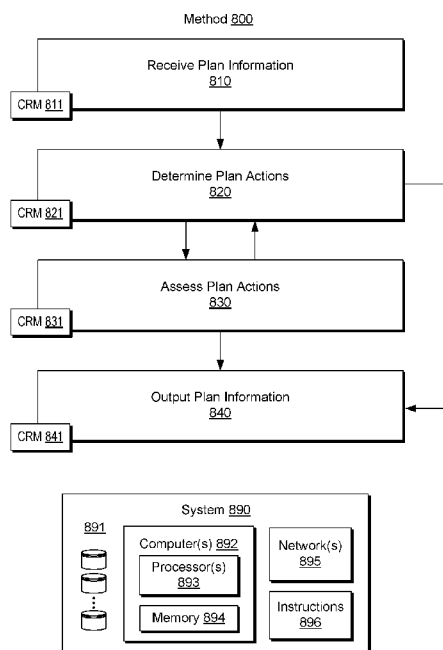 Method 800
Receive Plan Information
810
CRM 811
Determine Plan Actions
820
CRM 821
Assess Plan Actions
830
CRM 831
Output Plan Information
840
CRM 841
System 890
891
Computer(s) 892
Processor(s)
893
Memory 894
Network(s)
895
Instructions
896